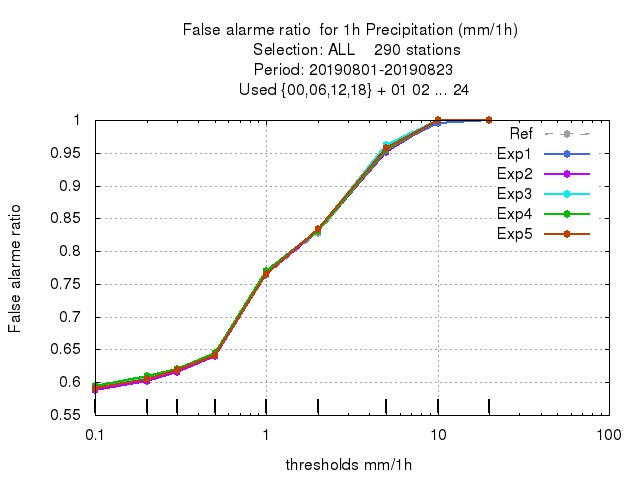 False alarme ratio  for 1h Precipitation (mm/1h)
Selection: ALL    290 stations
Period: 20190801-20190823
Used {00,06,12,18} + 01 02 ... 24
1
0.95
0.9
0.85
0.8
0.75
0.7
0.65
0.6
0.55
False alarme ratio
Ref
Exp1
Exp2
Exp3
Exp4
Exp5
0.1
1
10
100
thresholds mm/1h